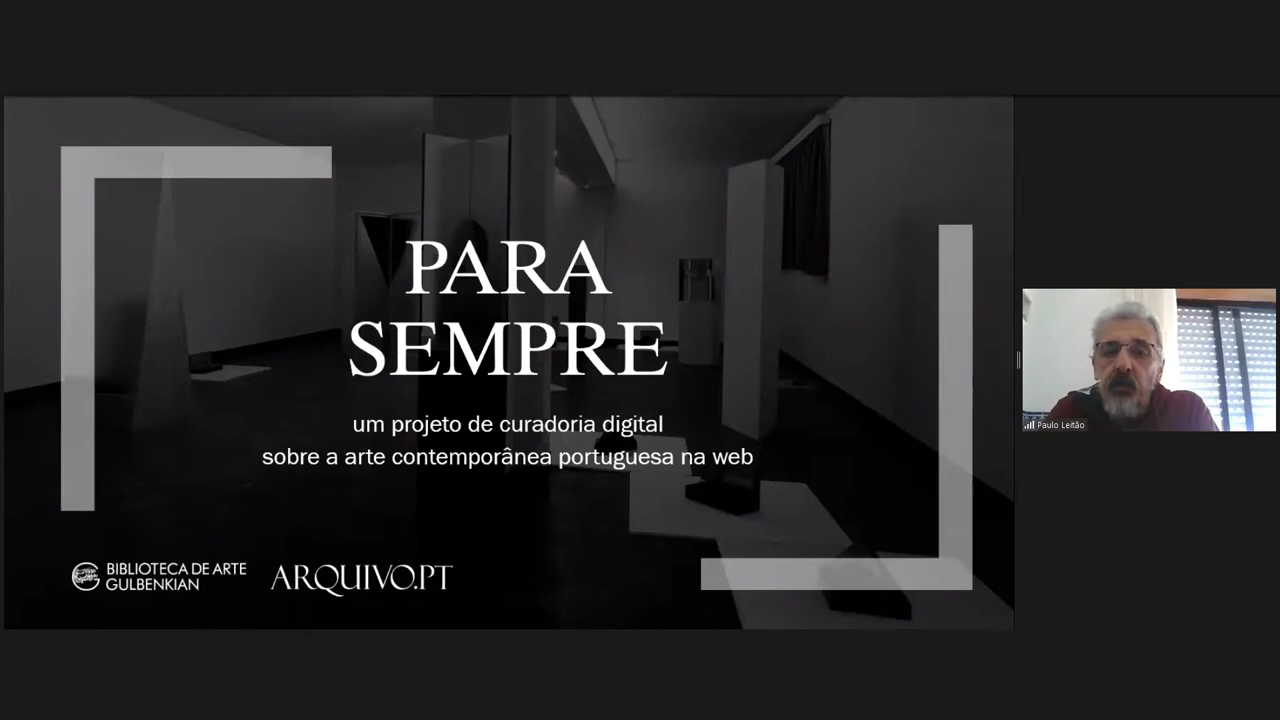 PARA
SEMPRE
um projeto de curadoria digital
sobre a arte contemporânea portuguesa na web
BIBLIOTECA DE ARTE
GULBENKIAN
ARQUIVO.PT
Paulo Leitão